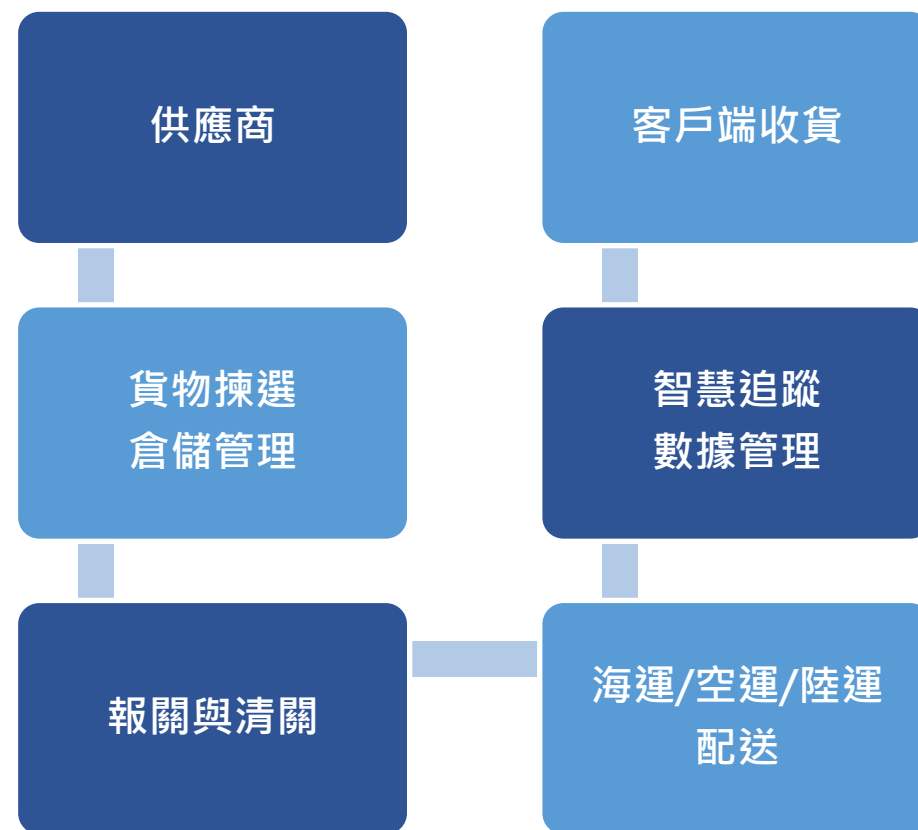 供應商
貨物揀選
倉儲管理
報關與清關
海運/空運/陸運
配送
智慧追蹤
數據管理
客戶端收貨